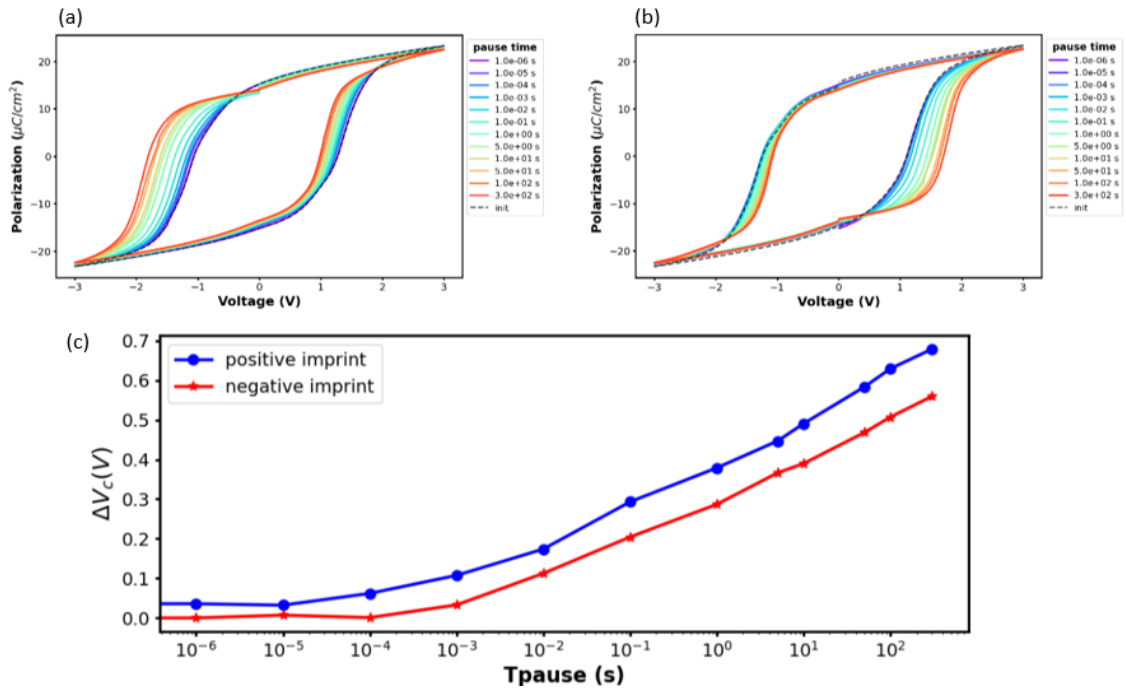 (a)
Polarization (µC/cm²)
20
10
0
−10
−20
−3 −2 −1 0 1 2 3
Voltage (V)
pause time
1.0e-06 s
1.0e-05 s
1.0e-04 s
1.0e-03 s
1.0e-02 s
1.0e-01 s
1.0e+00 s
5.0e+00 s
1.0e+01 s
5.0e+01 s
1.0e+02 s
3.0e+02 s
init
(b)
Polarization (µC/cm²)
20
10
0
−10
−20
−3 −2 −1 0 1 2 3
Voltage (V)
pause time
1.0e-06 s
1.0e-05 s
1.0e-04 s
1.0e-03 s
1.0e-02 s
1.0e-01 s
1.0e+00 s
5.0e+00 s
1.0e+01 s
5.0e+01 s
1.0e+02 s
3.0e+02 s
init
(c)
ΔV_c(V)
0.7
0.6
0.5
0.4
0.3
0.2
0.1
0.0
positive imprint
negative imprint
10⁻⁶ 10⁻⁵ 10⁻⁴ 10⁻³ 10⁻² 10⁻¹ 10⁰ 10¹ 10²
Tpause (s)